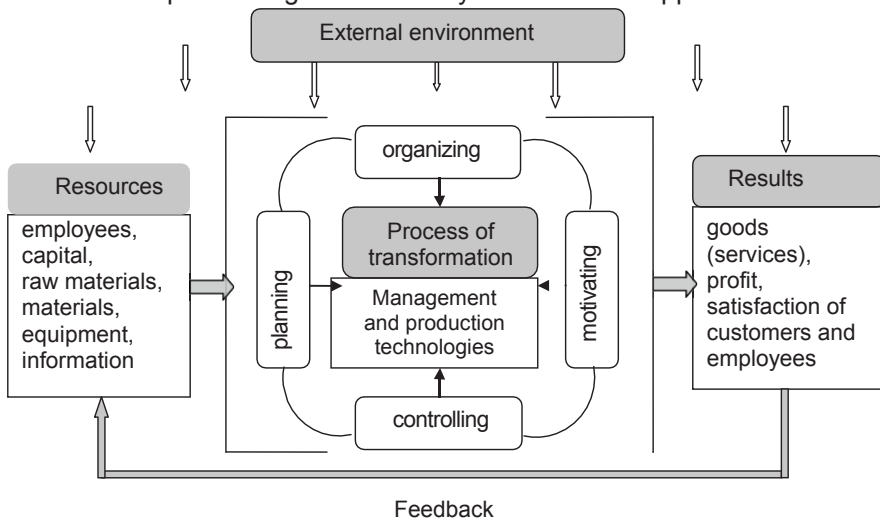 External environment
organizing
Resources
employees,
capital,
raw materials,
materials,
equipment,
information
planning
Process of
transformation
Management
and production
technologies
motivating
controlling
Results
goods
(services),
profit,
satisfaction of
customers and
employees
Feedback